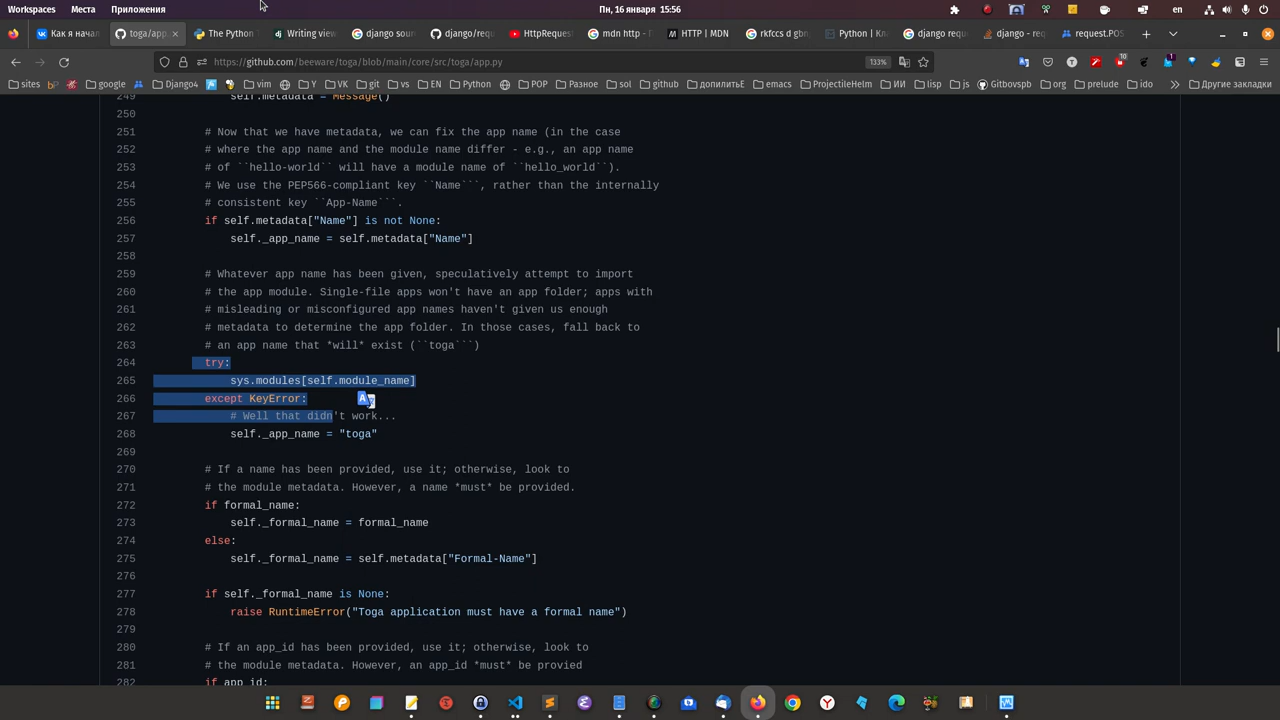 Workspaces Места Приложения Пн, 16 января 15:56 en
Как я начал toga/app. The Python Writing view django soun django/requ HttpRequest mdn http - П HTTP | MDN rkfccs d gbnj Python | Кла django requ django - requ request.POS
https://github.com/beeware/toga/blob/main/core/src/toga/app.py 133% 10 1
sites google Django4 vim Y VK git vs EN Python POP Разное sol github допилитьЕ emacs ProjectileHelm ИИ lisp js Gitbovspb org prelude ido Другие закладки
249 self.metadata = Message()
250
251 # Now that we have metadata, we can fix the app name (in the case
252 # where the app name and the module name differ - e.g., an app name
253 # of ``hello-world`` will have a module name of ``hello_world``).
254 # We use the PEP566-compliant key ``Name```, rather than the internally
255 # consistent key ``App-Name```.
256 if self.metadata["Name"] is not None:
257 self._app_name = self.metadata["Name"]
258
259 # Whatever app name has been given, speculatively attempt to import
260 # the app module. Single-file apps won't have an app folder; apps with
261 # misleading or misconfigured app names haven't given us enough
262 # metadata to determine the app folder. In those cases, fall back to
263 # an app name that *will* exist (``toga```)
264 try:
265 sys.modules[self.module_name]
266 except KeyError:
267 # Well that didn't work...
268 self._app_name = "toga"
269
270 # If a name has been provided, use it; otherwise, look to
271 # the module metadata. However, a name *must* be provided.
272 if formal_name:
273 self._formal_name = formal_name
274 else:
275 self._formal_name = self.metadata["Formal-Name"]
276
277 if self._formal_name is None:
278 raise RuntimeError("Toga application must have a formal name")
279
280 # If an app_id has been provided, use it; otherwise, look to
281 # the module metadata. However, an app_id *must* be provied
282 if app_id: